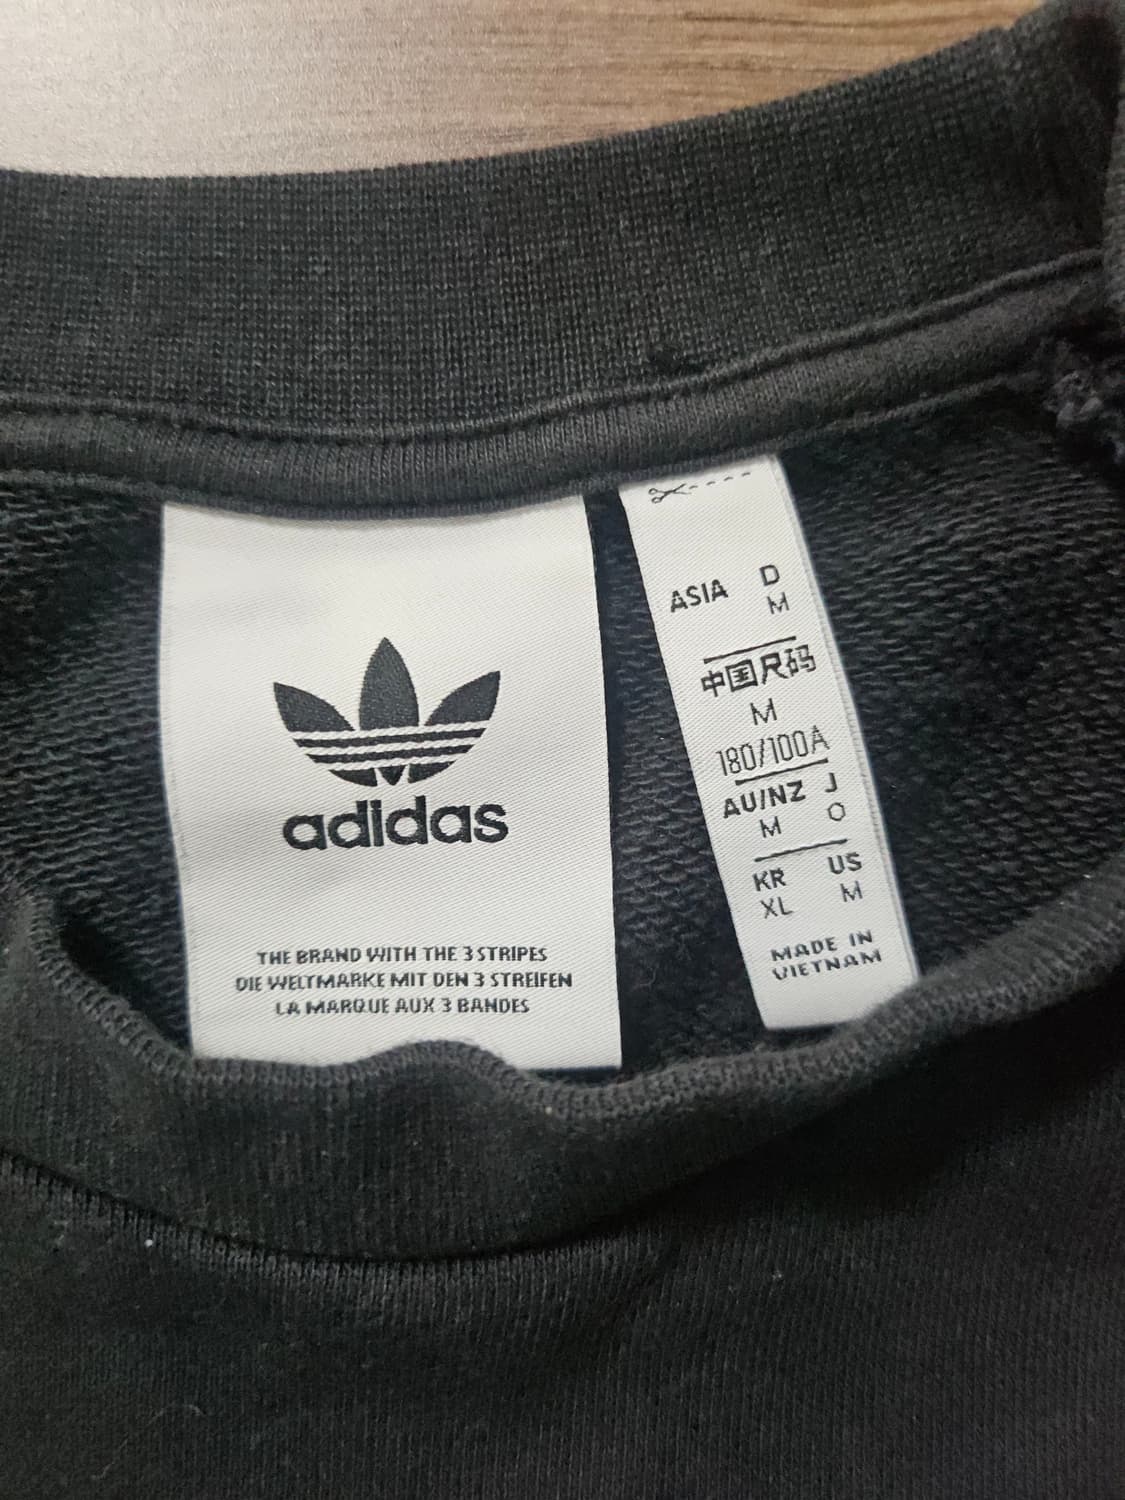 adidas
THE BRAND WITH THE 3 STRIPES
DIE WELTMARKE MIT DEN 3 STREIFEN
LA MARQUE AUX 3 BANDES
ASIA D
M
中国尺码
M
180/100A
AU/NZ J
M O
KR US
XL M
MADE IN
VIETNAM